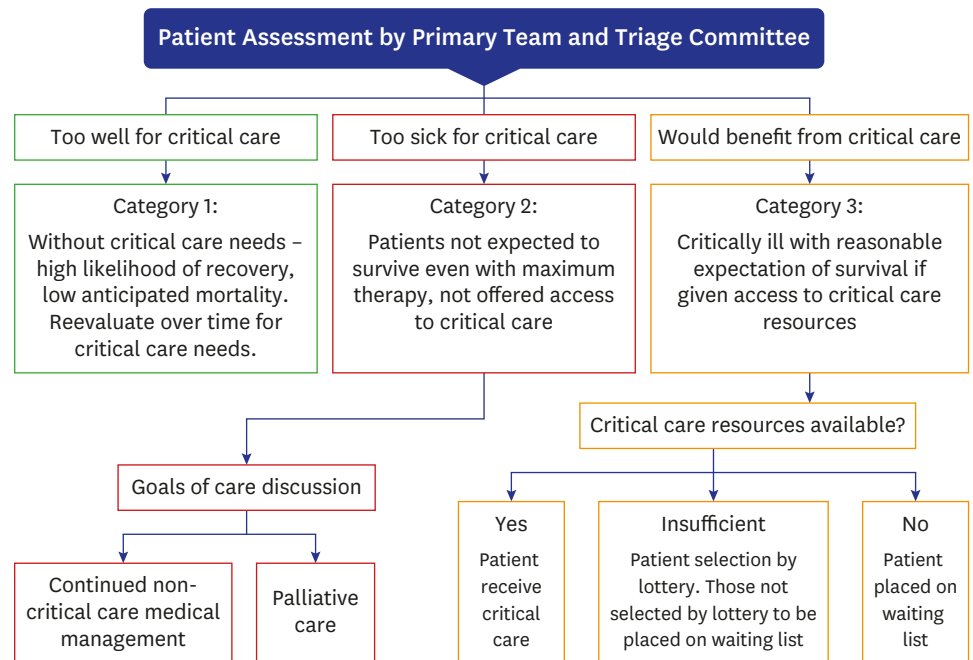 Patient Assessment by Primary Team and Triage Committee
Too well for critical care
Too sick for critical care
Would benefit from critical care
Category 1:
Without critical care needs –
high likelihood of recovery,
low anticipated mortality.
Reevaluate over time for
critical care needs.
Category 2:
Patients not expected to
survive even with maximum
therapy, not offered access
to critical care
Category 3:
Critically ill with reasonable
expectation of survival if
given access to critical care
resources
Goals of care discussion
Continued non-
critical care medical
management
Palliative
care
Critical care resources available?
Yes
Patient
receive
critical
care
Insufficient
Patient selection by
lottery. Those not
selected by lottery to be
placed on waiting list
No
Patient
placed on
waiting
list